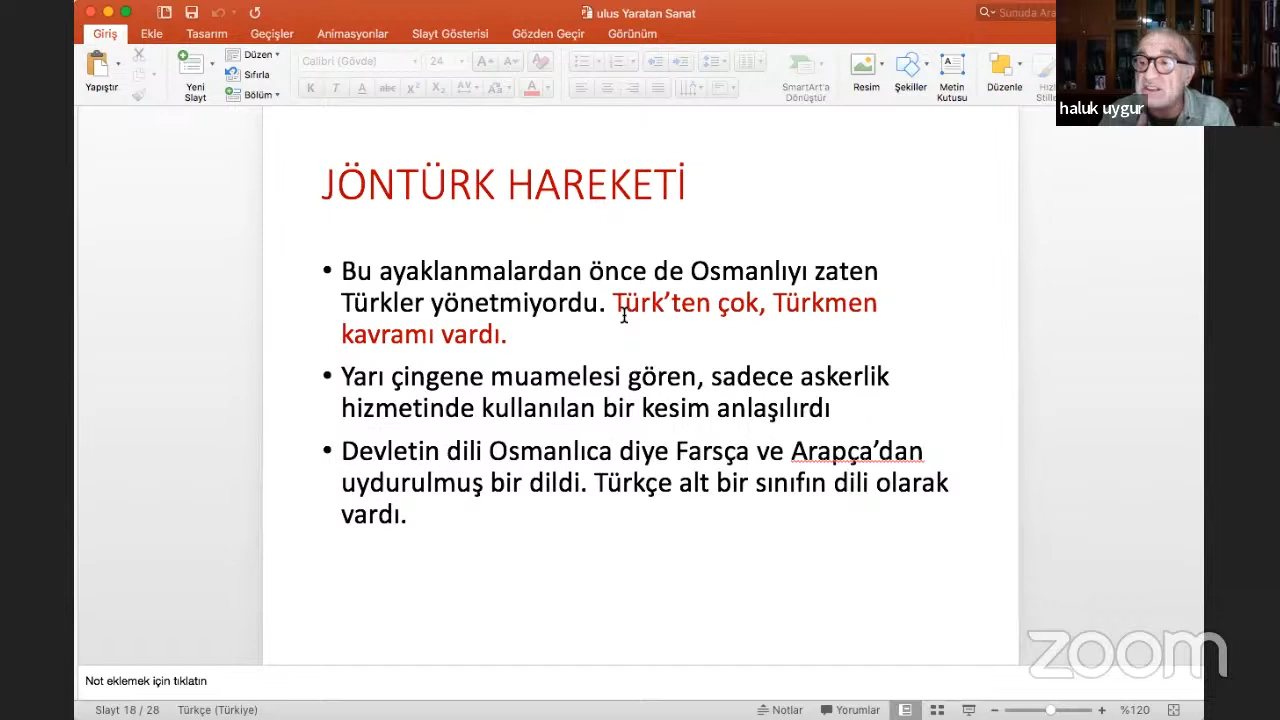 ulus Yaratan Sanat
Sunuda Ara
Giriş Ekle Tasarım Geçişler Animasyonlar Slayt Gösterisi Gözden Geçir Görünüm
Yapıştır
Yeni
Slayt
Düzen
Sıfırla
Bölüm
Calibri (Gövde) 24
SmartArt'a
Dönüştür
Resim
Şekiller
Metin
Kutusu
Düzenle
haluk uygur
JÖNTÜRK HAREKETİ
• Bu ayaklanmalardan önce de Osmanlıyı zaten
Türkler yönetmiyordu. Türk’ten çok, Türkmen
kavramı vardı.
• Yarı çingene muamelesi gören, sadece askerlik
hizmetinde kullanılan bir kesim anlaşılırdı
• Devletin dili Osmanlıca diye Farsça ve Arapça’dan
uydurulmuş bir dildi. Türkçe alt bir sınıfın dili olarak
vardı.
zoom
Not eklemek için tıklatın
Slayt 18 / 28 Türkçe (Türkiye) Notlar Yorumlar %120